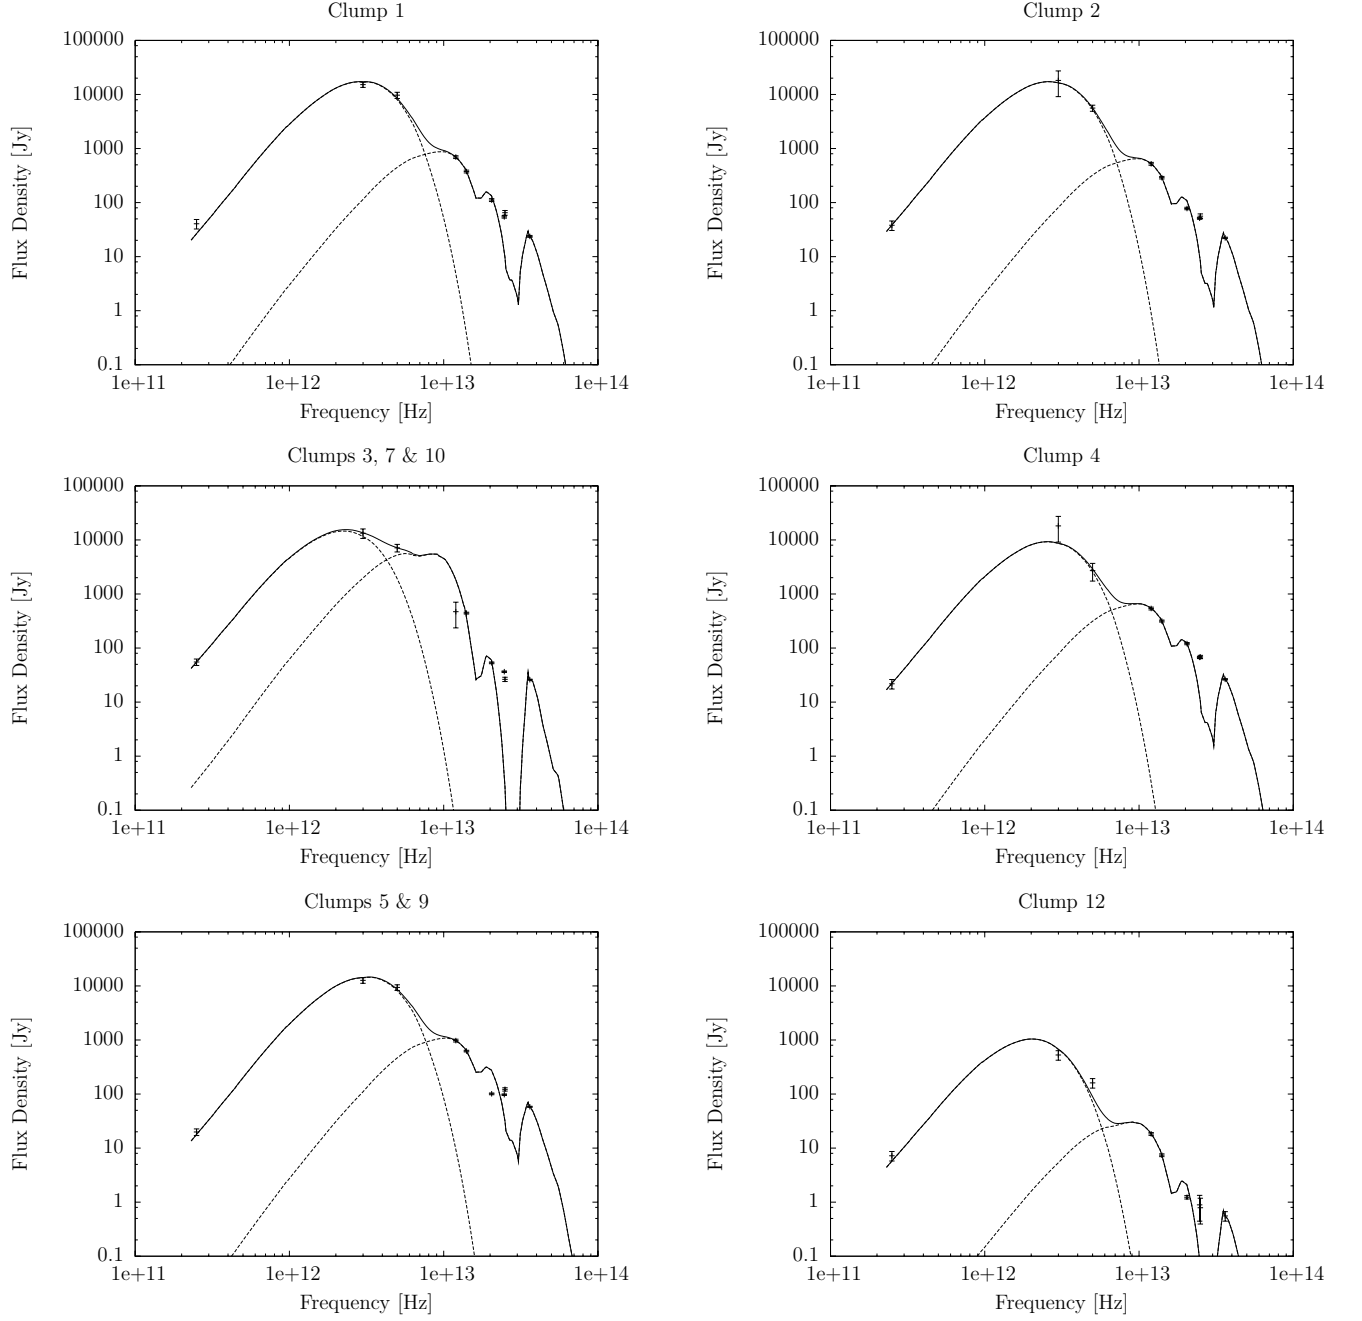 Clump 1
100000
10000
1000
100
10
1
0.1
1e+11 1e+12 1e+13 1e+14
Flux Density [Jy]
Frequency [Hz]
Clump 2
100000
10000
1000
100
10
1
0.1
1e+11 1e+12 1e+13 1e+14
Flux Density [Jy]
Frequency [Hz]
Clumps 3, 7 & 10
100000
10000
1000
100
10
1
0.1
1e+11 1e+12 1e+13 1e+14
Flux Density [Jy]
Frequency [Hz]
Clump 4
100000
10000
1000
100
10
1
0.1
1e+11 1e+12 1e+13 1e+14
Flux Density [Jy]
Frequency [Hz]
Clumps 5 & 9
100000
10000
1000
100
10
1
0.1
1e+11 1e+12 1e+13 1e+14
Flux Density [Jy]
Frequency [Hz]
Clump 12
100000
10000
1000
100
10
1
0.1
1e+11 1e+12 1e+13 1e+14
Flux Density [Jy]
Frequency [Hz]